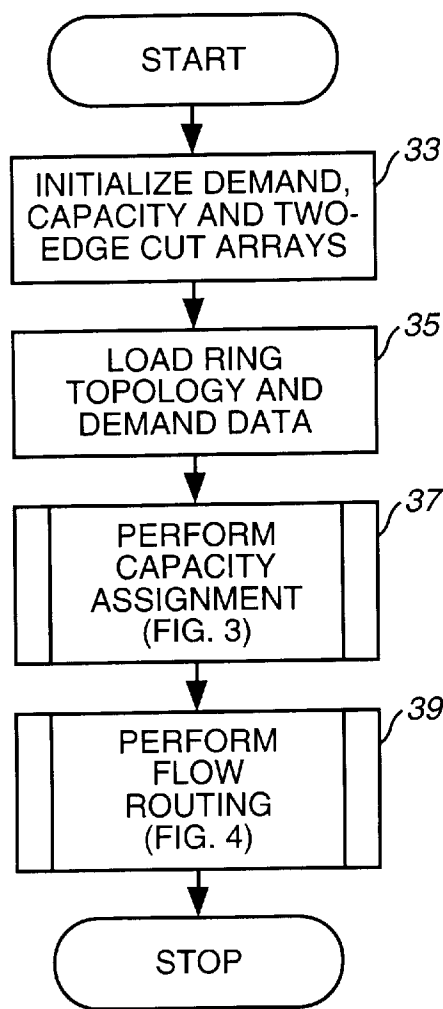 START
33
INITIALIZE DEMAND,
CAPACITY AND TWO-
EDGE CUT ARRAYS
35
LOAD RING
TOPOLOGY AND
DEMAND DATA
37
PERFORM
CAPACITY
ASSIGNMENT
(FIG. 3)
39
PERFORM
FLOW
ROUTING
(FIG. 4)
STOP